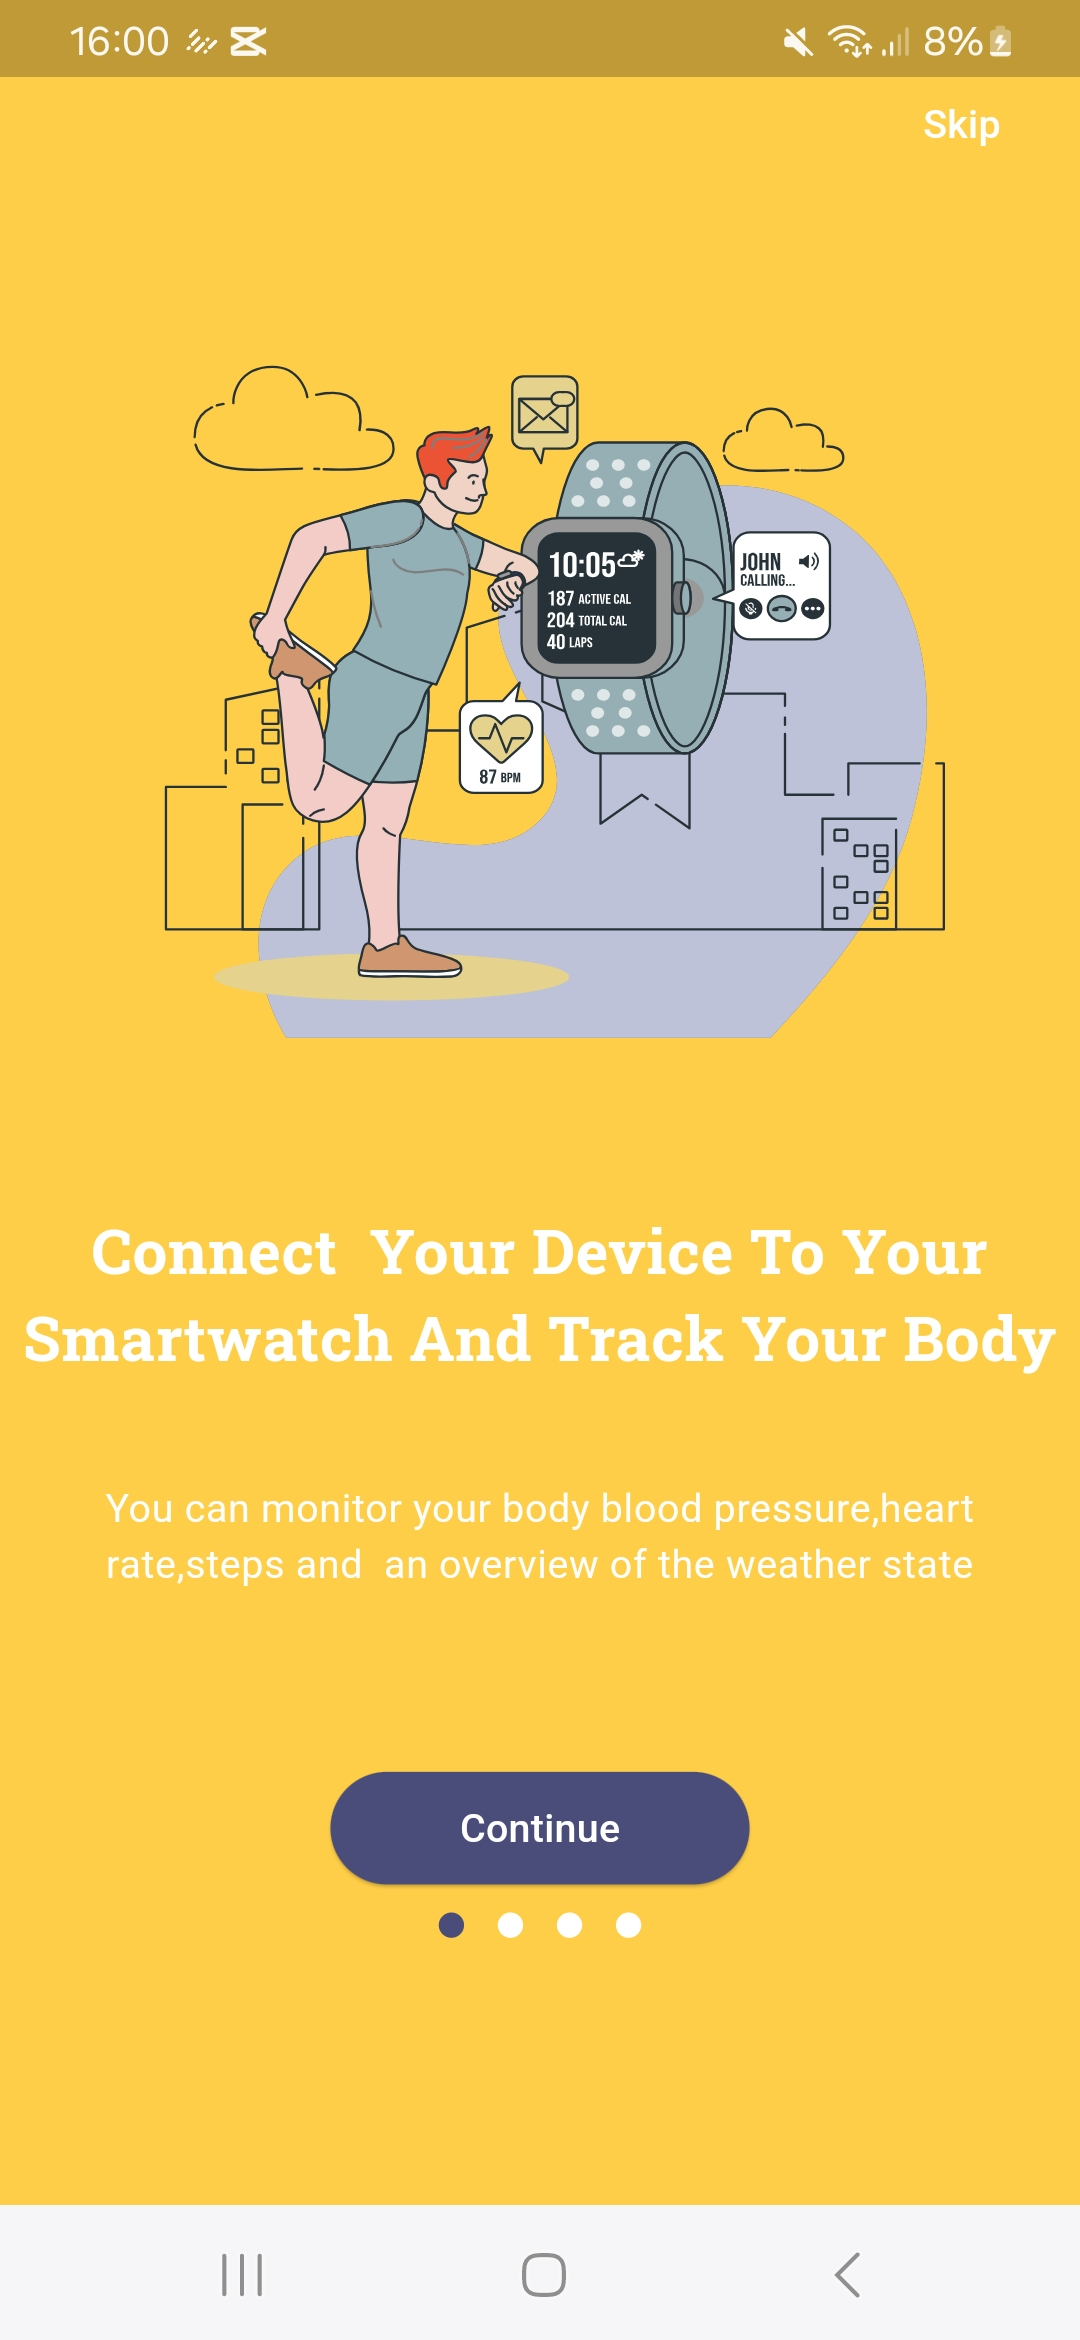 16:00 8%
Skip
10:05
187 ACTIVE CAL
204 TOTAL CAL
40 LAPS
JOHN
CALLING...
87 BPM
Connect  Your Device To Your
Smartwatch And Track Your Body
You can monitor your body blood pressure,heart
rate,steps and  an overview of the weather state
Continue